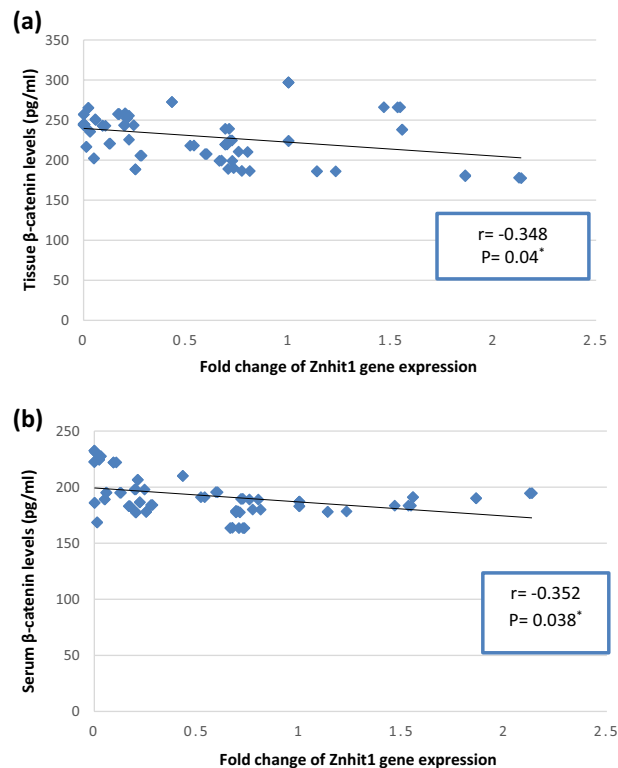 (a)
350
300
250
200
150
100
50
0
Tissue β-catenin levels (pg/ml)
r= -0.348
P= 0.04*
0 0.5 1 1.5 2 2.5
Fold change of Znhit1 gene expression
(b)
250
200
150
100
50
0
Serum β-catenin levels (pg/ml)
r= -0.352
P= 0.038*
0 0.5 1 1.5 2 2.5
Fold change of Znhit1 gene expression